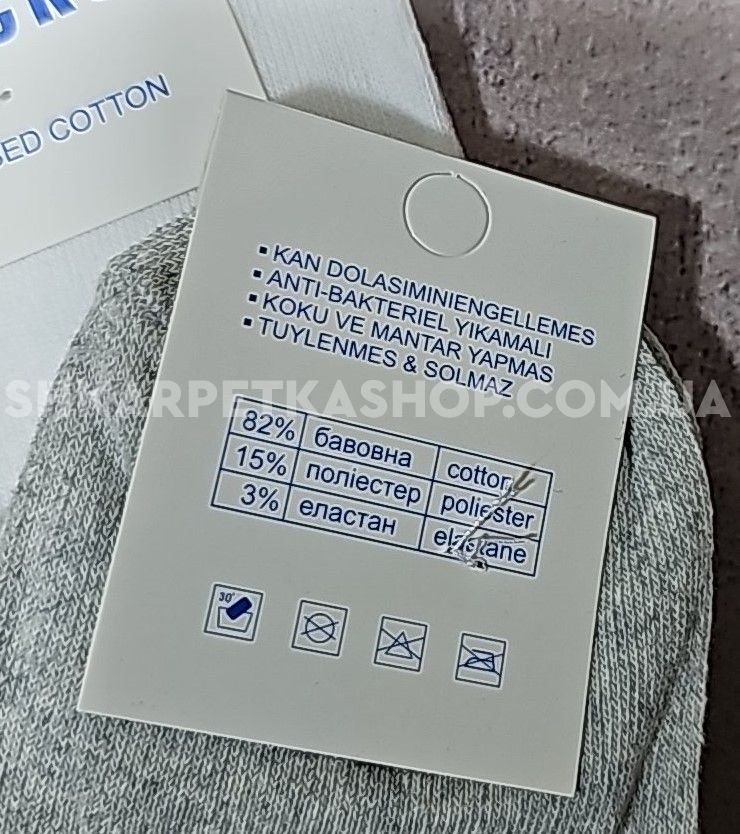 SED COTTON
▪ KAN DOLASIMINIENGELLEMES
▪ ANTI-BAKTERIEL YIKAMALI
▪ KOKU VE MANTAR YAPMAS
▪ TUYLENMES & SOLMAZ
SHKARPETKASHOP.COM.UA
82% бавовна cotton
15% поліестер poliester
3% еластан elastane
30°